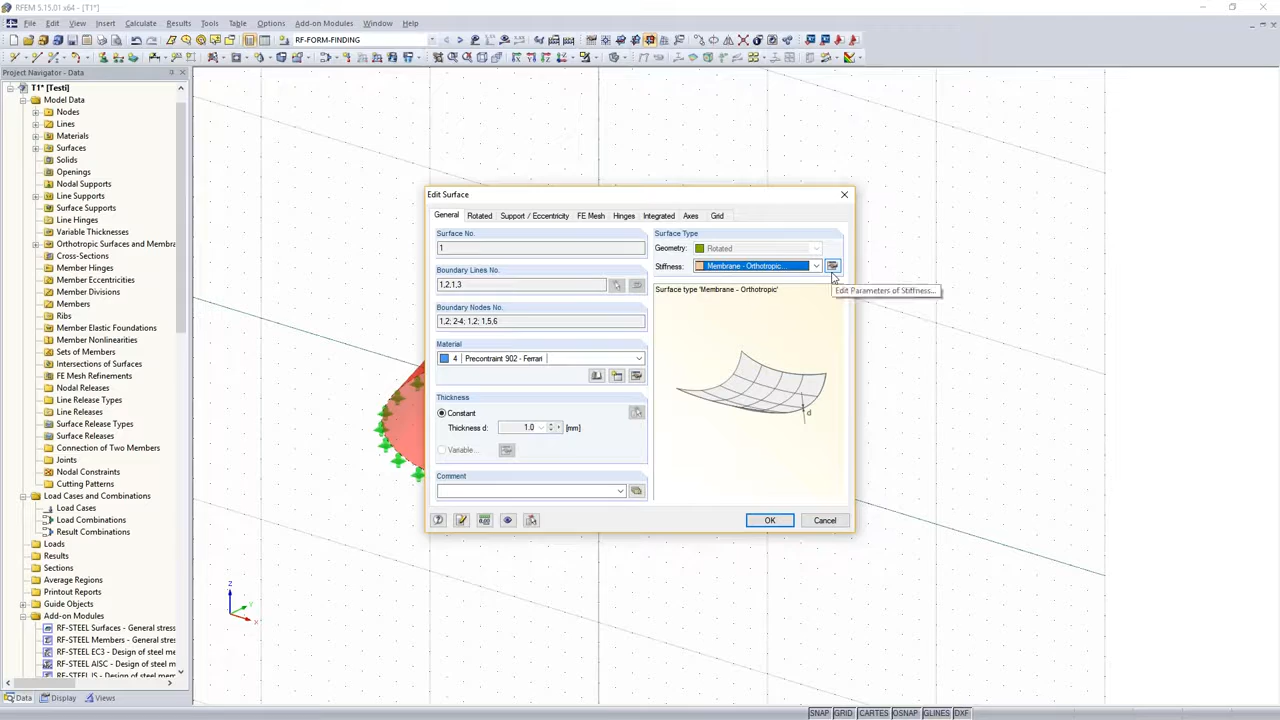 RFEM 5.15.01 x64 - [T1*]
File Edit View Insert Calculate Results Tools Table Options Add-on Modules Window Help
RF-FORM-FINDING
Project Navigator - Data
T1* [Testi]
Model Data
Nodes
Lines
Materials
Surfaces
Solids
Openings
Nodal Supports
Line Supports
Surface Supports
Line Hinges
Variable Thicknesses
Orthotropic Surfaces and Membra
Cross-Sections
Member Hinges
Member Eccentricities
Member Divisions
Members
Ribs
Member Elastic Foundations
Member Nonlinearities
Sets of Members
Intersections of Surfaces
FE Mesh Refinements
Nodal Releases
Line Release Types
Line Releases
Surface Release Types
Surface Releases
Connection of Two Members
Joints
Nodal Constraints
Cutting Patterns
Load Cases and Combinations
Load Cases
Load Combinations
Result Combinations
Loads
Results
Sections
Average Regions
Printout Reports
Guide Objects
Add-on Modules
RF-STEEL Surfaces - General stress
RF-STEEL Members - General stres
RF-STEEL EC3 - Design of steel me
RF-STEEL AISC - Design of steel m
RF-STEEL IS - Design of steel mem
Data Display Views
Edit Surface
General Rotated Support / Eccentricity FE Mesh Hinges Integrated Axes Grid
Surface No.
1
Boundary Lines No.
1,2,1,3
Boundary Nodes No.
1,2; 2-4; 1,2; 1,5,6
Material
4 Precontraint 902 - Ferrari
Thickness
Constant
Thickness d: 1.0 [mm]
Variable...
Comment
Surface Type
Geometry: Rotated
Stiffness: Membrane - Orthotropic...
Edit Parameters of Stiffness...
Surface type 'Membrane - Orthotropic'
d
OK Cancel
Z
Y
X
SNAP GRID CARTES OSNAP GLINES DXF